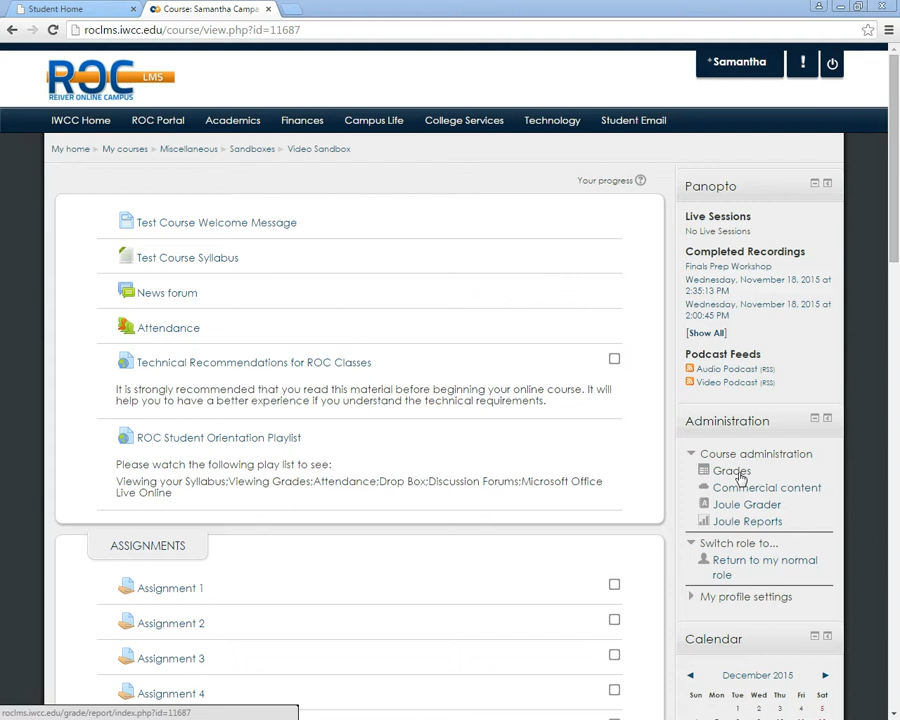 Student Home
Course: Samantha Campa
roclms.iwcc.edu/course/view.php?id=11687
ROC LMS
REIVER ONLINE CAMPUS
Samantha
IWCC Home ROC Portal Academics Finances Campus Life College Services Technology Student Email
My home My courses Miscellaneous Sandboxes Video Sandbox
Your progress
Test Course Welcome Message
Test Course Syllabus
News forum
Attendance
Technical Recommendations for ROC Classes
It is strongly recommended that you read this material before beginning your online course. It will
help you to have a better experience if you understand the technical requirements.
ROC Student Orientation Playlist
Please watch the following play list to see:
Viewing your Syllabus;Viewing Grades;Attendance;Drop Box;Discussion Forums;Microsoft Office
Live Online
ASSIGNMENTS
Assignment 1
Assignment 2
Assignment 3
Assignment 4
Panopto
Live Sessions
No Live Sessions
Completed Recordings
Finals Prep Workshop
Wednesday, November 18, 2015 at
2:35:13 PM
Wednesday, November 18, 2015 at
2:00:45 PM
[Show All]
Podcast Feeds
Audio Podcast (RSS)
Video Podcast (RSS)
Administration
Course administration
Grades
Commercial content
Joule Grader
Joule Reports
Switch role to...
Return to my normal
role
My profile settings
Calendar
December 2015
Sun Mon Tue Wed Thu Fri Sat
1 2 3 4 5
roclms.iwcc.edu/grade/report/index.php?id=11687